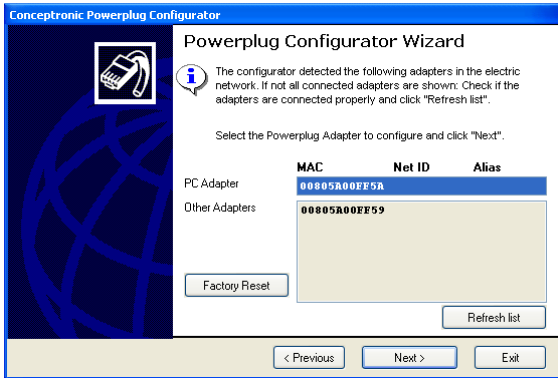 Conceptronic Powerplug Configurator
Powerplug Configurator Wizard
The configurator detected the following adapters in the electric
network. If not all connected adapters are shown: Check if the
adapters are connected properly and click "Refresh list".
Select the Powerplug Adapter to configure and click "Next".
MAC Net ID Alias
PC Adapter 00805A00FF5A
Other Adapters 00805A00FF59
Factory Reset
Refresh list
< Previous Next > Exit